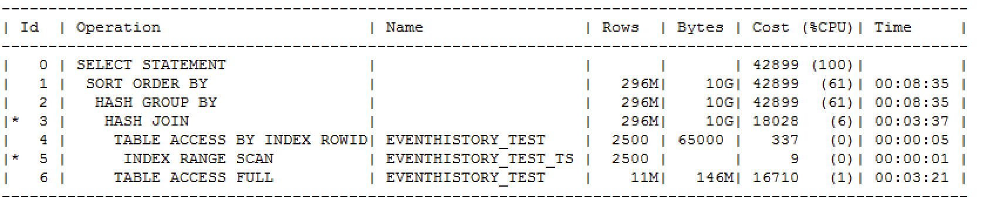 -------------------------------------------------------------------------------------------------------
| Id  | Operation                      | Name                 | Rows  | Bytes | Cost (%CPU)| Time     |
-------------------------------------------------------------------------------------------------------
|   0 | SELECT STATEMENT               |                      |       |       | 42899 (100)|          |
|   1 |  SORT ORDER BY                 |                      |   296M|    10G| 42899  (61)| 00:08:35 |
|   2 |   HASH GROUP BY                |                      |   296M|    10G| 42899  (61)| 00:08:35 |
|*  3 |    HASH JOIN                   |                      |   296M|    10G| 18028   (6)| 00:03:37 |
|   4 |     TABLE ACCESS BY INDEX ROWID| EVENTHISTORY_TEST    |  2500 | 65000 |   337   (0)| 00:00:05 |
|*  5 |      INDEX RANGE SCAN          | EVENTHISTORY_TEST_TS |  2500 |       |     9   (0)| 00:00:01 |
|   6 |     TABLE ACCESS FULL          | EVENTHISTORY_TEST    |    11M|   146M| 16710   (1)| 00:03:21 |
-------------------------------------------------------------------------------------------------------